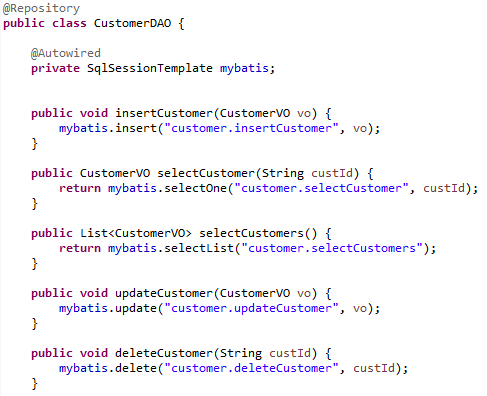 @Repository
public class CustomerDAO {
@Autowired
private SqlSessionTemplate mybatis;
public void insertCustomer(CustomerVO vo) {
mybatis.insert("customer.insertCustomer", vo);
}
public CustomerVO selectCustomer(String custId) {
return mybatis.selectOne("customer.selectCustomer", custId);
}
public List<CustomerVO> selectCustomers() {
return mybatis.selectList("customer.selectCustomers");
}
public void updateCustomer(CustomerVO vo) {
mybatis.update("customer.updateCustomer", vo);
}
public void deleteCustomer(String custId) {
mybatis.delete("customer.deleteCustomer", custId);
}